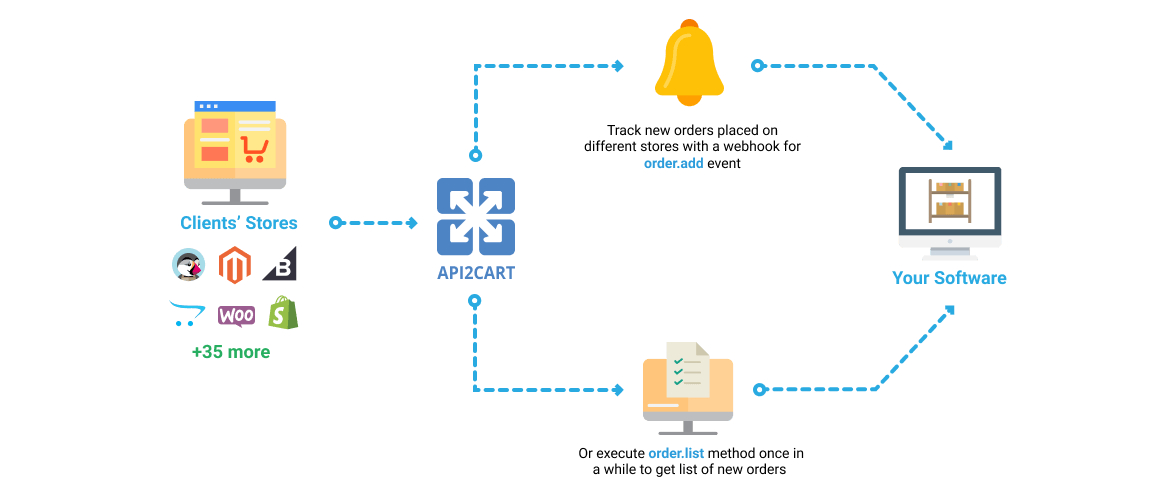 Clients' Stores
WOO
B
S
+35 more
API2CART
Track new orders placed on
different stores with a webhook for
order.add event
Or execute order.list method once in
a while to get list of new orders
Your Software